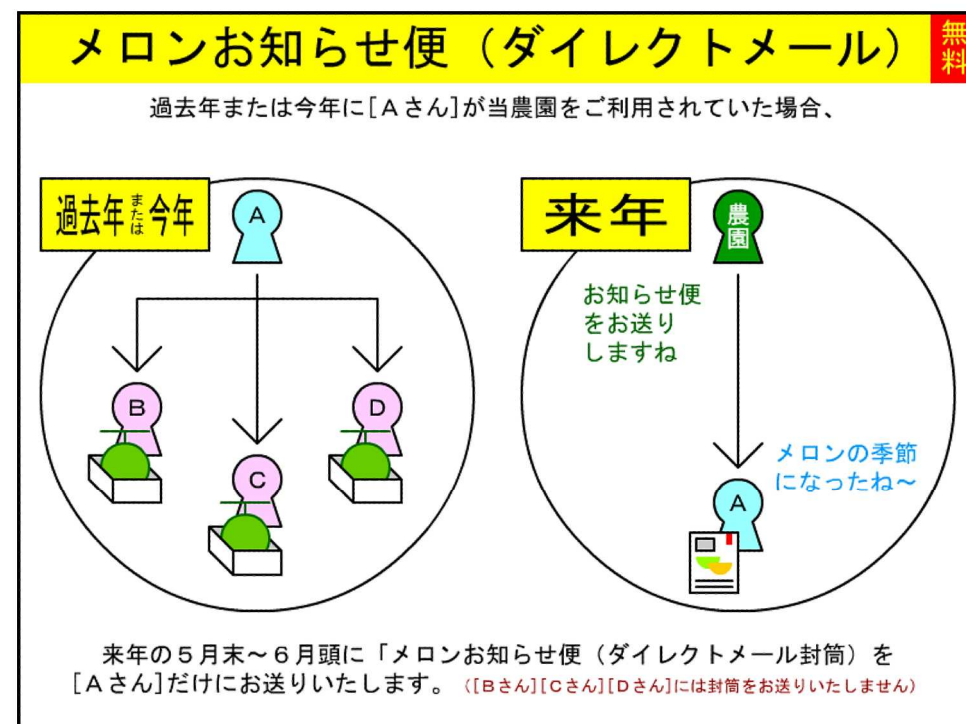 メロンお知らせ便（ダイレクトメール）
無料
過去年または今年に[Ａさん]が当農園をご利用されていた場合、
過去年または今年
A
B
C
D
来年
農園
お知らせ便
をお送り
しますね
メロンの季節
になったね～
A
来年の５月末～６月頭に「メロンお知らせ便（ダイレクトメール封筒）を
[Ａさん]だけにお送りいたします。（[Ｂさん][Ｃさん][Ｄさん]には封筒をお送りいたしません）